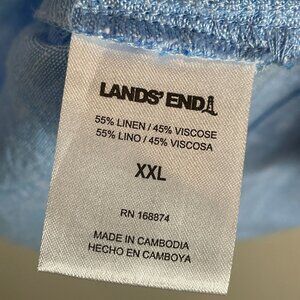 LANDS' END
55% LINEN / 45% VISCOSE
55% LINO / 45% VISCOSA
XXL
RN 168874
MADE IN CAMBODIA
HECHO EN CAMBOYA